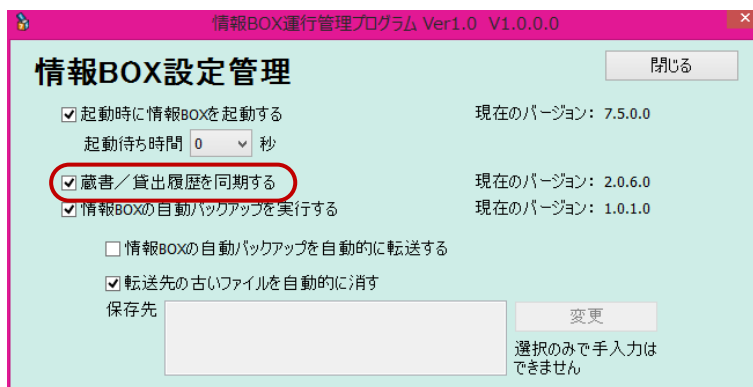 情報BOX運行管理プログラム Ver1.0 V1.0.0.0
情報BOX設定管理
閉じる
起動時に情報BOXを起動する
現在のバージョン: 7.5.0.0
起動待ち時間 0 秒
蔵書／貸出履歴を同期する
現在のバージョン: 2.0.6.0
情報BOXの自動バックアップを実行する
現在のバージョン: 1.0.1.0
情報BOXの自動バックアップを自動的に転送する
転送先の古いファイルを自動的に消す
保存先
変更
選択のみで手入力は
できません